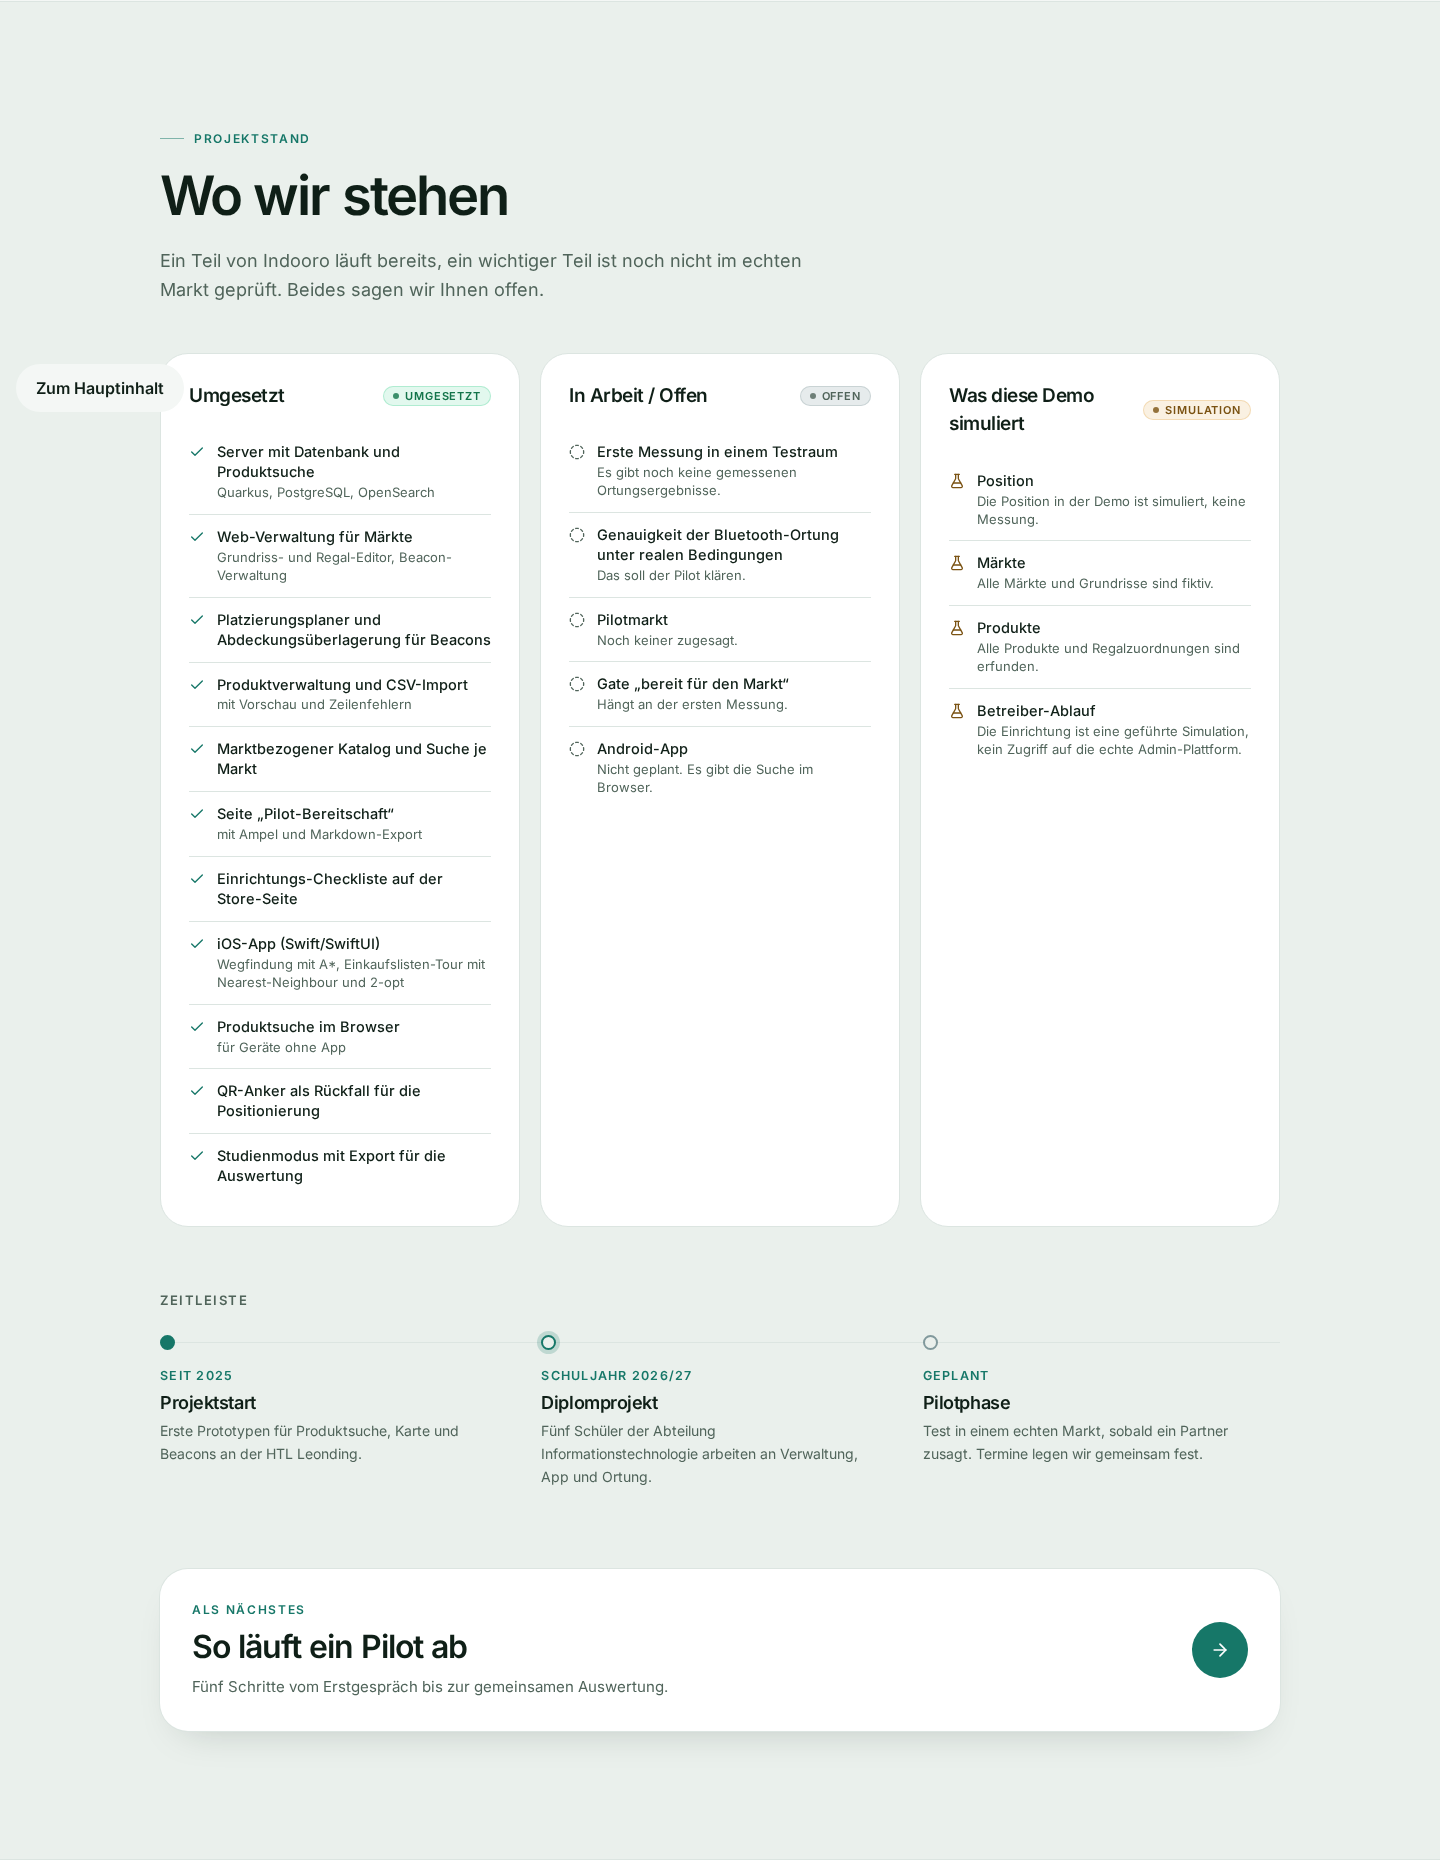 PROJEKTSTAND
Wo wir stehen
Ein Teil von Indooro läuft bereits, ein wichtiger Teil ist noch nicht im echten
Markt geprüft. Beides sagen wir Ihnen offen.
Zum Hauptinhalt
Umgesetzt
UMGESETZT
Server mit Datenbank und
Produktsuche
Quarkus, PostgreSQL, OpenSearch
Web-Verwaltung für Märkte
Grundriss- und Regal-Editor, Beacon-
Verwaltung
Platzierungsplaner und
Abdeckungsüberlagerung für Beacons
Produktverwaltung und CSV-Import
mit Vorschau und Zeilenfehlern
Marktbezogener Katalog und Suche je
Markt
Seite „Pilot-Bereitschaft“
mit Ampel und Markdown-Export
Einrichtungs-Checkliste auf der
Store-Seite
iOS-App (Swift/SwiftUI)
Wegfindung mit A*, Einkaufslisten-Tour mit
Nearest-Neighbour und 2-opt
Produktsuche im Browser
für Geräte ohne App
QR-Anker als Rückfall für die
Positionierung
Studienmodus mit Export für die
Auswertung
In Arbeit / Offen
OFFEN
Erste Messung in einem Testraum
Es gibt noch keine gemessenen
Ortungsergebnisse.
Genauigkeit der Bluetooth-Ortung
unter realen Bedingungen
Das soll der Pilot klären.
Pilotmarkt
Noch keiner zugesagt.
Gate „bereit für den Markt“
Hängt an der ersten Messung.
Android-App
Nicht geplant. Es gibt die Suche im
Browser.
Was diese Demo
simuliert
SIMULATION
Position
Die Position in der Demo ist simuliert, keine
Messung.
Märkte
Alle Märkte und Grundrisse sind fiktiv.
Produkte
Alle Produkte und Regalzuordnungen sind
erfunden.
Betreiber-Ablauf
Die Einrichtung ist eine geführte Simulation,
kein Zugriff auf die echte Admin-Plattform.
ZEITLEISTE
SEIT 2025
Projektstart
Erste Prototypen für Produktsuche, Karte und
Beacons an der HTL Leonding.
SCHULJAHR 2026/27
Diplomprojekt
Fünf Schüler der Abteilung
Informationstechnologie arbeiten an Verwaltung,
App und Ortung.
GEPLANT
Pilotphase
Test in einem echten Markt, sobald ein Partner
zusagt. Termine legen wir gemeinsam fest.
ALS NÄCHSTES
So läuft ein Pilot ab
Fünf Schritte vom Erstgespräch bis zur gemeinsamen Auswertung.